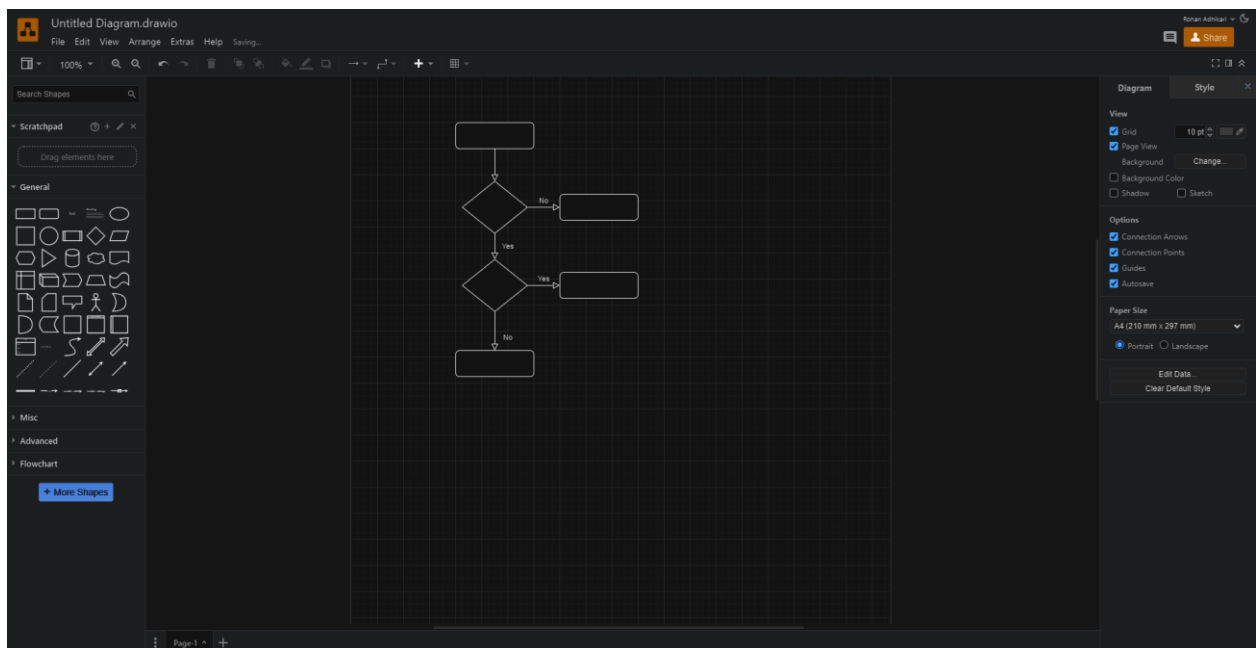 Untitled Diagram.drawio
Rohan Adhikari
File Edit View Arrange Extras Help Saving...
Share
100%
Search Shapes
Scratchpad
Drag elements here
General
Misc
Advanced
Flowchart
+ More Shapes
No
Yes
Yes
No
Page-1
Diagram Style
View
Grid 10 pt
Page View
Background Change...
Background Color
Shadow Sketch
Options
Connection Arrows
Connection Points
Guides
Autosave
Paper Size
A4 (210 mm x 297 mm)
Portrait Landscape
Edit Data...
Clear Default Style